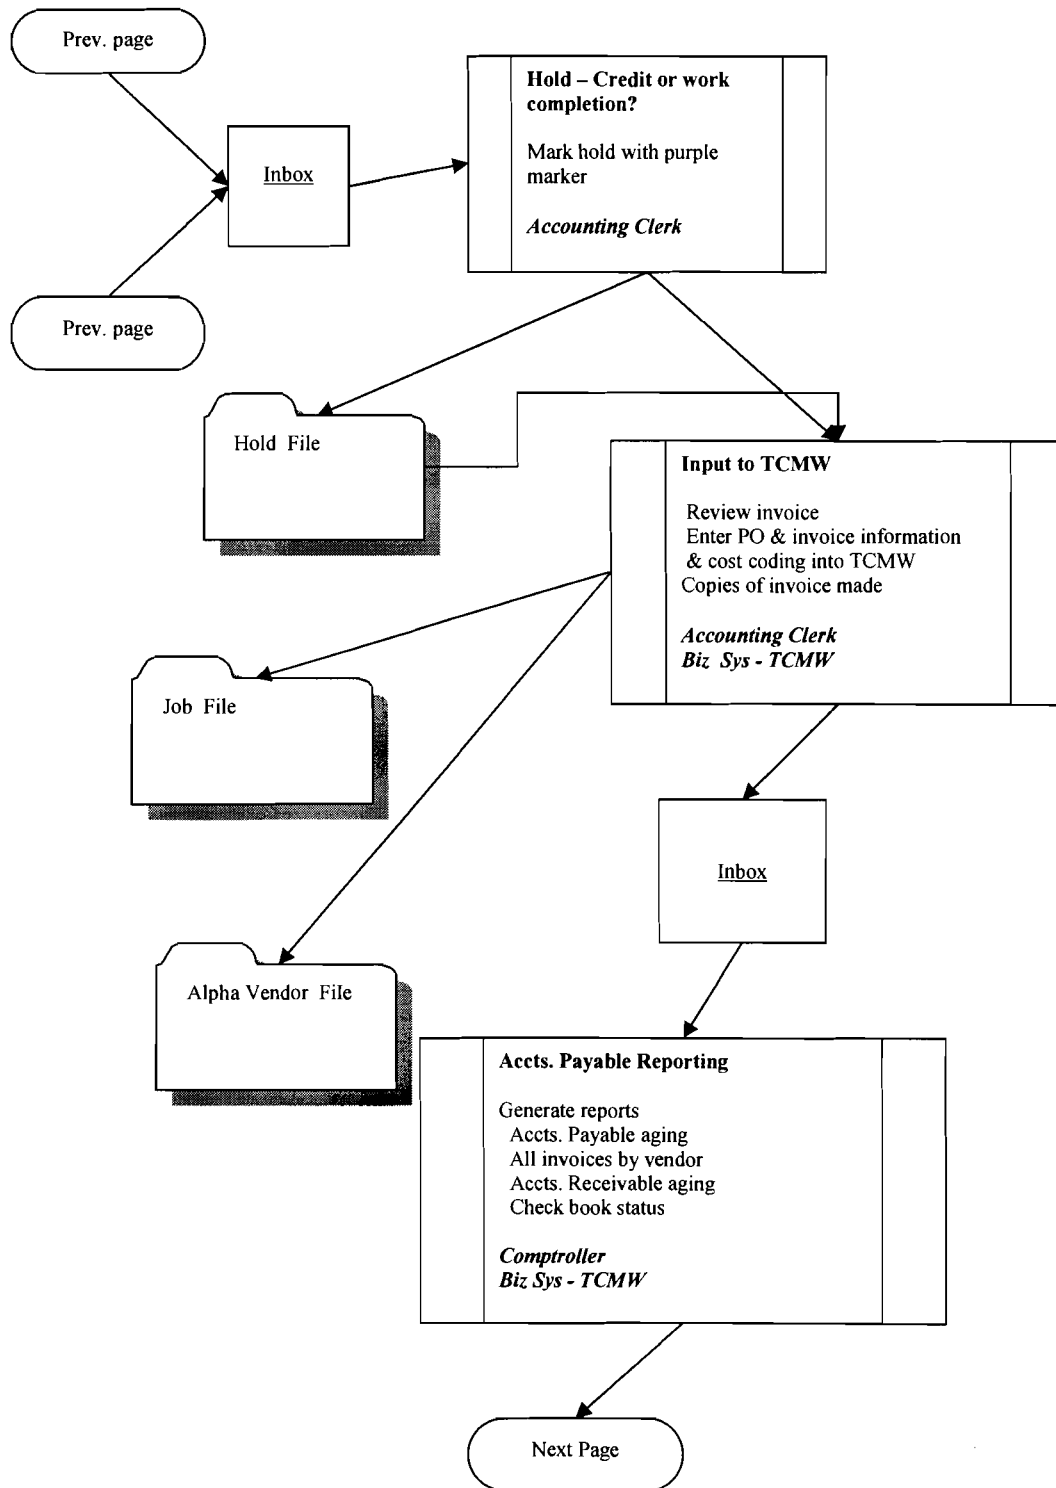 Prev. page
Hold – Credit or work
completion?
Mark hold with purple
marker
Accounting Clerk
Inbox
Prev. page
Hold File
Input to TCMW
Review invoice
Enter PO & invoice information
& cost coding into TCMW
Copies of invoice made
Accounting Clerk
Biz Sys - TCMW
Job File
Inbox
Alpha Vendor File
Accts. Payable Reporting
Generate reports
Accts. Payable aging
All invoices by vendor
Accts. Receivable aging
Check book status
Comptroller
Biz Sys - TCMW
Next Page